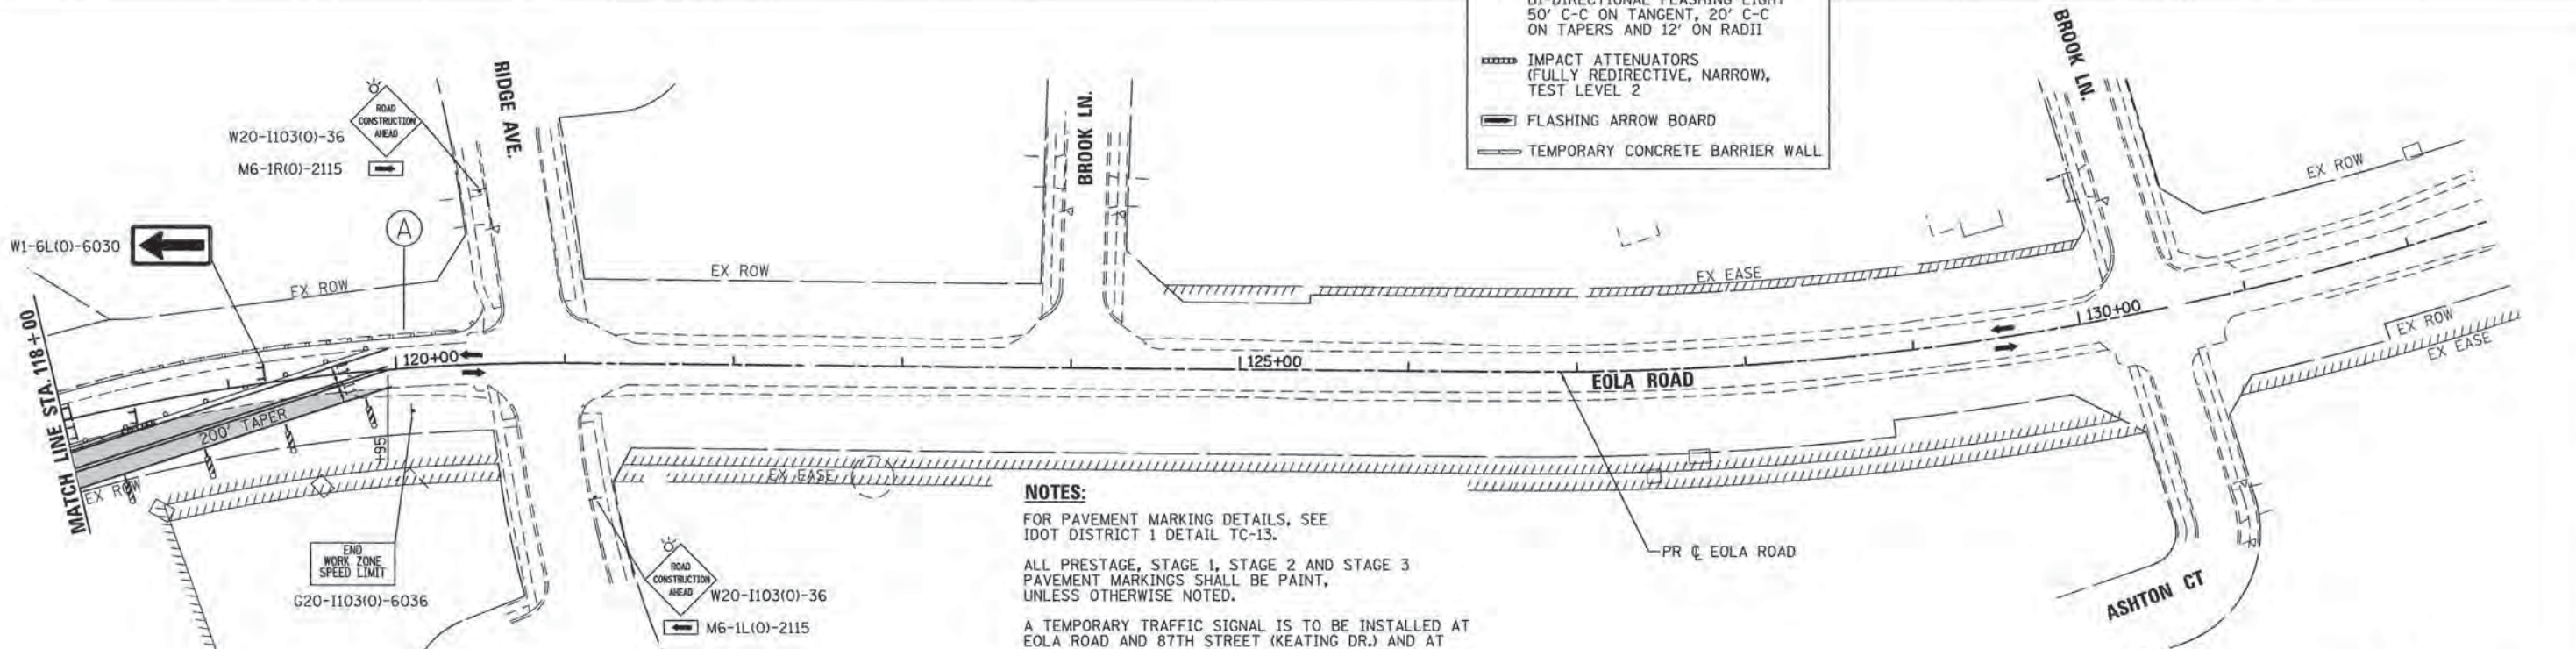 BI-DIRECTIONAL FLASHING LIGHT
50' C-C ON TANGENT, 20' C-C
ON TAPERS AND 12' ON RADII
IMPACT ATTENUATORS
(FULLY REDIRECTIVE, NARROW),
TEST LEVEL 2
FLASHING ARROW BOARD
TEMPORARY CONCRETE BARRIER WALL
BROOK LN.
RIDGE AVE.
ROAD
CONSTRUCTION
AHEAD
W20-I103(O)-36
M6-1R(O)-2115
BROOK LN.
EX ROW
A
W1-6L(O)-6030
EX ROW
EX ROW
EX EASE
MATCH LINE STA. 118+00
120+00
125+00
130+00
EOLA ROAD
EX ROW
EX EASE
200' TAPER
+95
EX ROW
EX EASE
END
WORK ZONE
SPEED LIMIT
G20-I103(O)-6036
ROAD
CONSTRUCTION
AHEAD
W20-I103(O)-36
M6-1L(O)-2115
NOTES:
FOR PAVEMENT MARKING DETAILS, SEE
IDOT DISTRICT 1 DETAIL TC-13.
ALL PRESTAGE, STAGE 1, STAGE 2 AND STAGE 3
PAVEMENT MARKINGS SHALL BE PAINT,
UNLESS OTHERWISE NOTED.
A TEMPORARY TRAFFIC SIGNAL IS TO BE INSTALLED AT
EOLA ROAD AND 87TH STREET (KEATING DR.) AND AT
PR ℄ EOLA ROAD
ASHTON CT